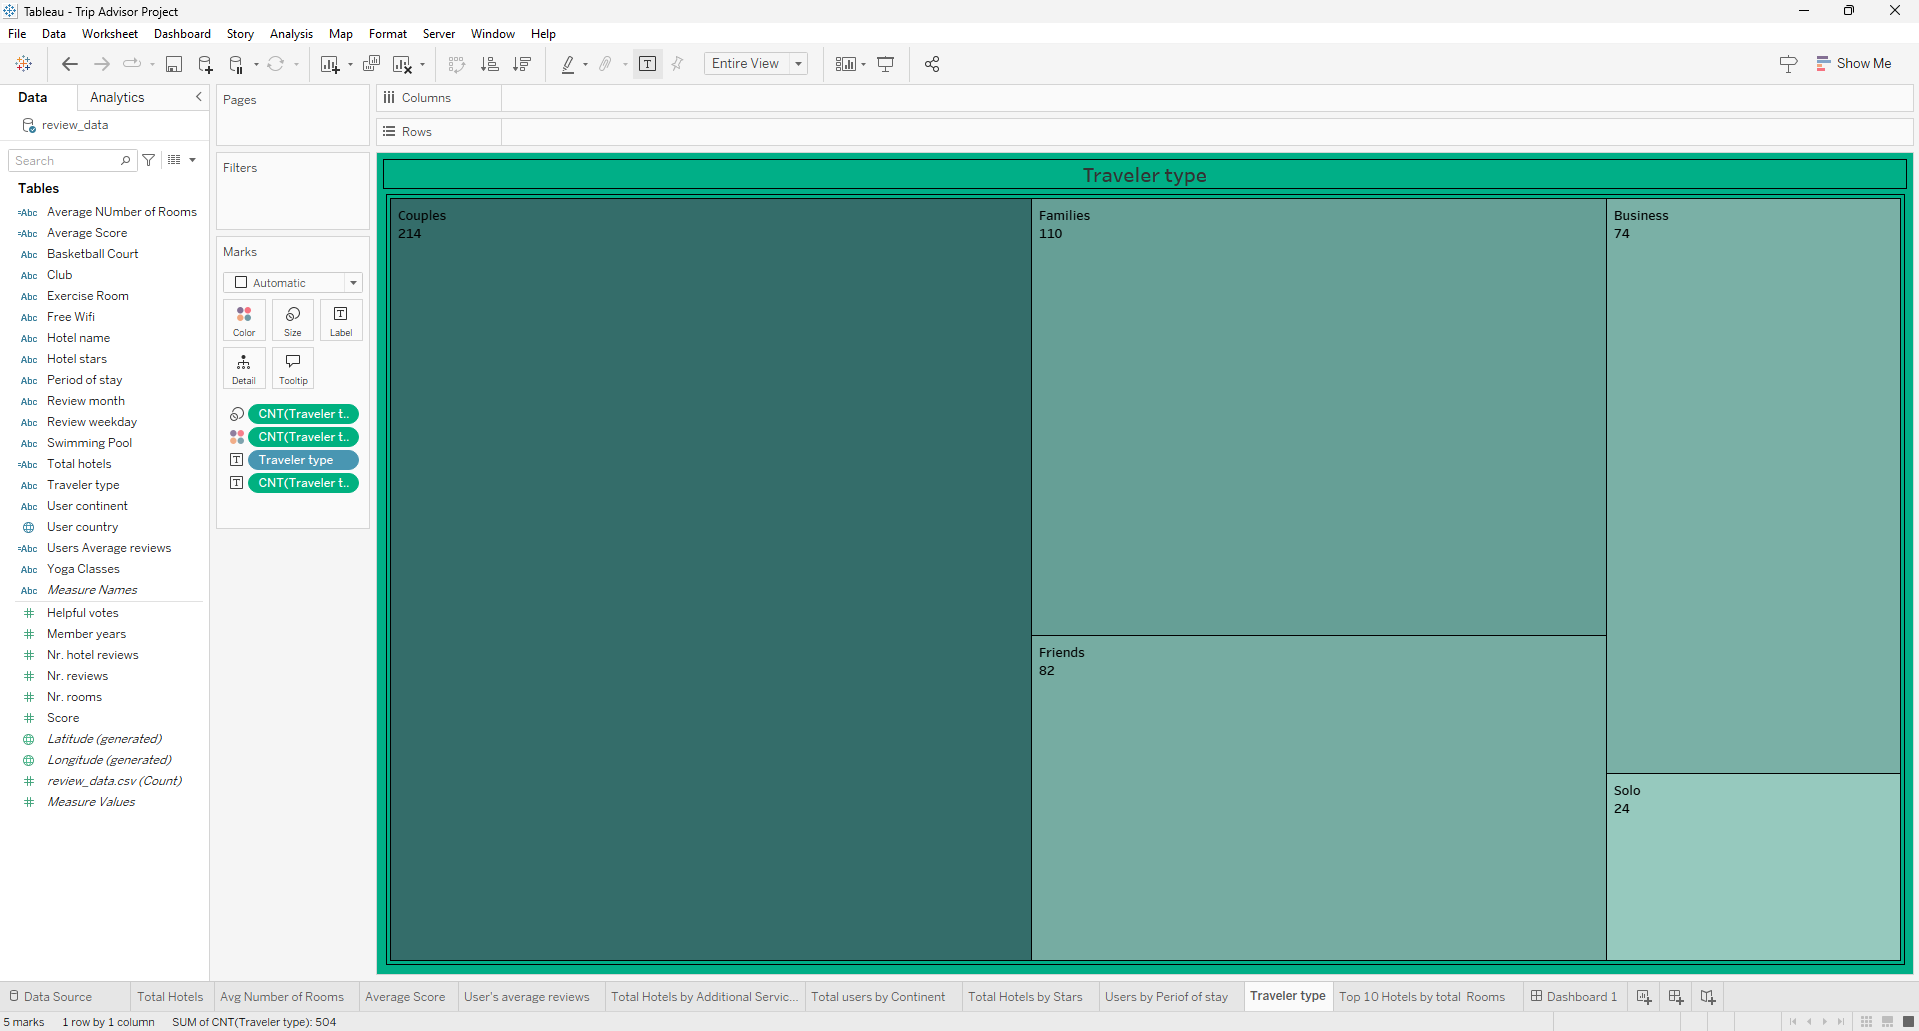 Tableau - Trip Advisor Project
File Data Worksheet Dashboard Story Analysis Map Format Server Window Help
Entire View
Show Me
Data Analytics
review_data
Search
Tables
=Abc Average NUmber of Rooms
=Abc Average Score
Abc Basketball Court
Abc Club
Abc Exercise Room
Abc Free Wifi
Abc Hotel name
Abc Hotel stars
Abc Period of stay
Abc Review month
Abc Review weekday
Abc Swimming Pool
=Abc Total hotels
Abc Traveler type
Abc User continent
User country
=Abc Users Average reviews
Abc Yoga Classes
Abc Measure Names
# Helpful votes
# Member years
# Nr. hotel reviews
# Nr. reviews
# Nr. rooms
# Score
Latitude (generated)
Longitude (generated)
# review_data.csv (Count)
# Measure Values
Pages
Filters
Marks
Automatic
Color Size Label
Detail Tooltip
CNT(Traveler t..
CNT(Traveler t..
Traveler type
CNT(Traveler t..
Columns
Rows
Traveler type
Couples
214
Families
110
Business
74
Friends
82
Solo
24
Data Source Total Hotels Avg Number of Rooms Average Score User's average reviews Total Hotels by Additional Servic... Total users by Continent Total Hotels by Stars Users by Periof of stay Traveler type Top 10 Hotels by total Rooms Dashboard 1
5 marks 1 row by 1 column SUM of CNT(Traveler type): 504